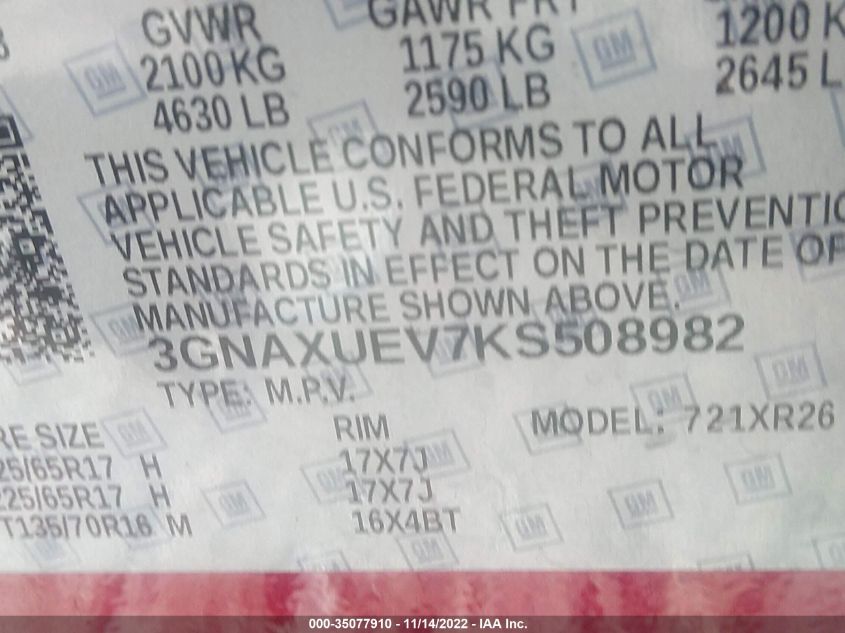 GVWR GAWR FRT
2100 KG 1175 KG 1200 K
4630 LB 2590 LB 2645 L
THIS VEHICLE CONFORMS TO ALL
APPLICABLE U.S. FEDERAL MOTOR
VEHICLE SAFETY AND THEFT PREVENTIO
STANDARDS IN EFFECT ON THE DATE OF
MANUFACTURE SHOWN ABOVE.
3GNAXUEV7KS508982
TYPE: M.P.V.
RE SIZE RIM MODEL: 721XR26
25/65R17 H 17X7J
225/65R17 H 17X7J
T135/70R16 M 16X4BT
000-35077910 - 11/14/2022 - IAA Inc.